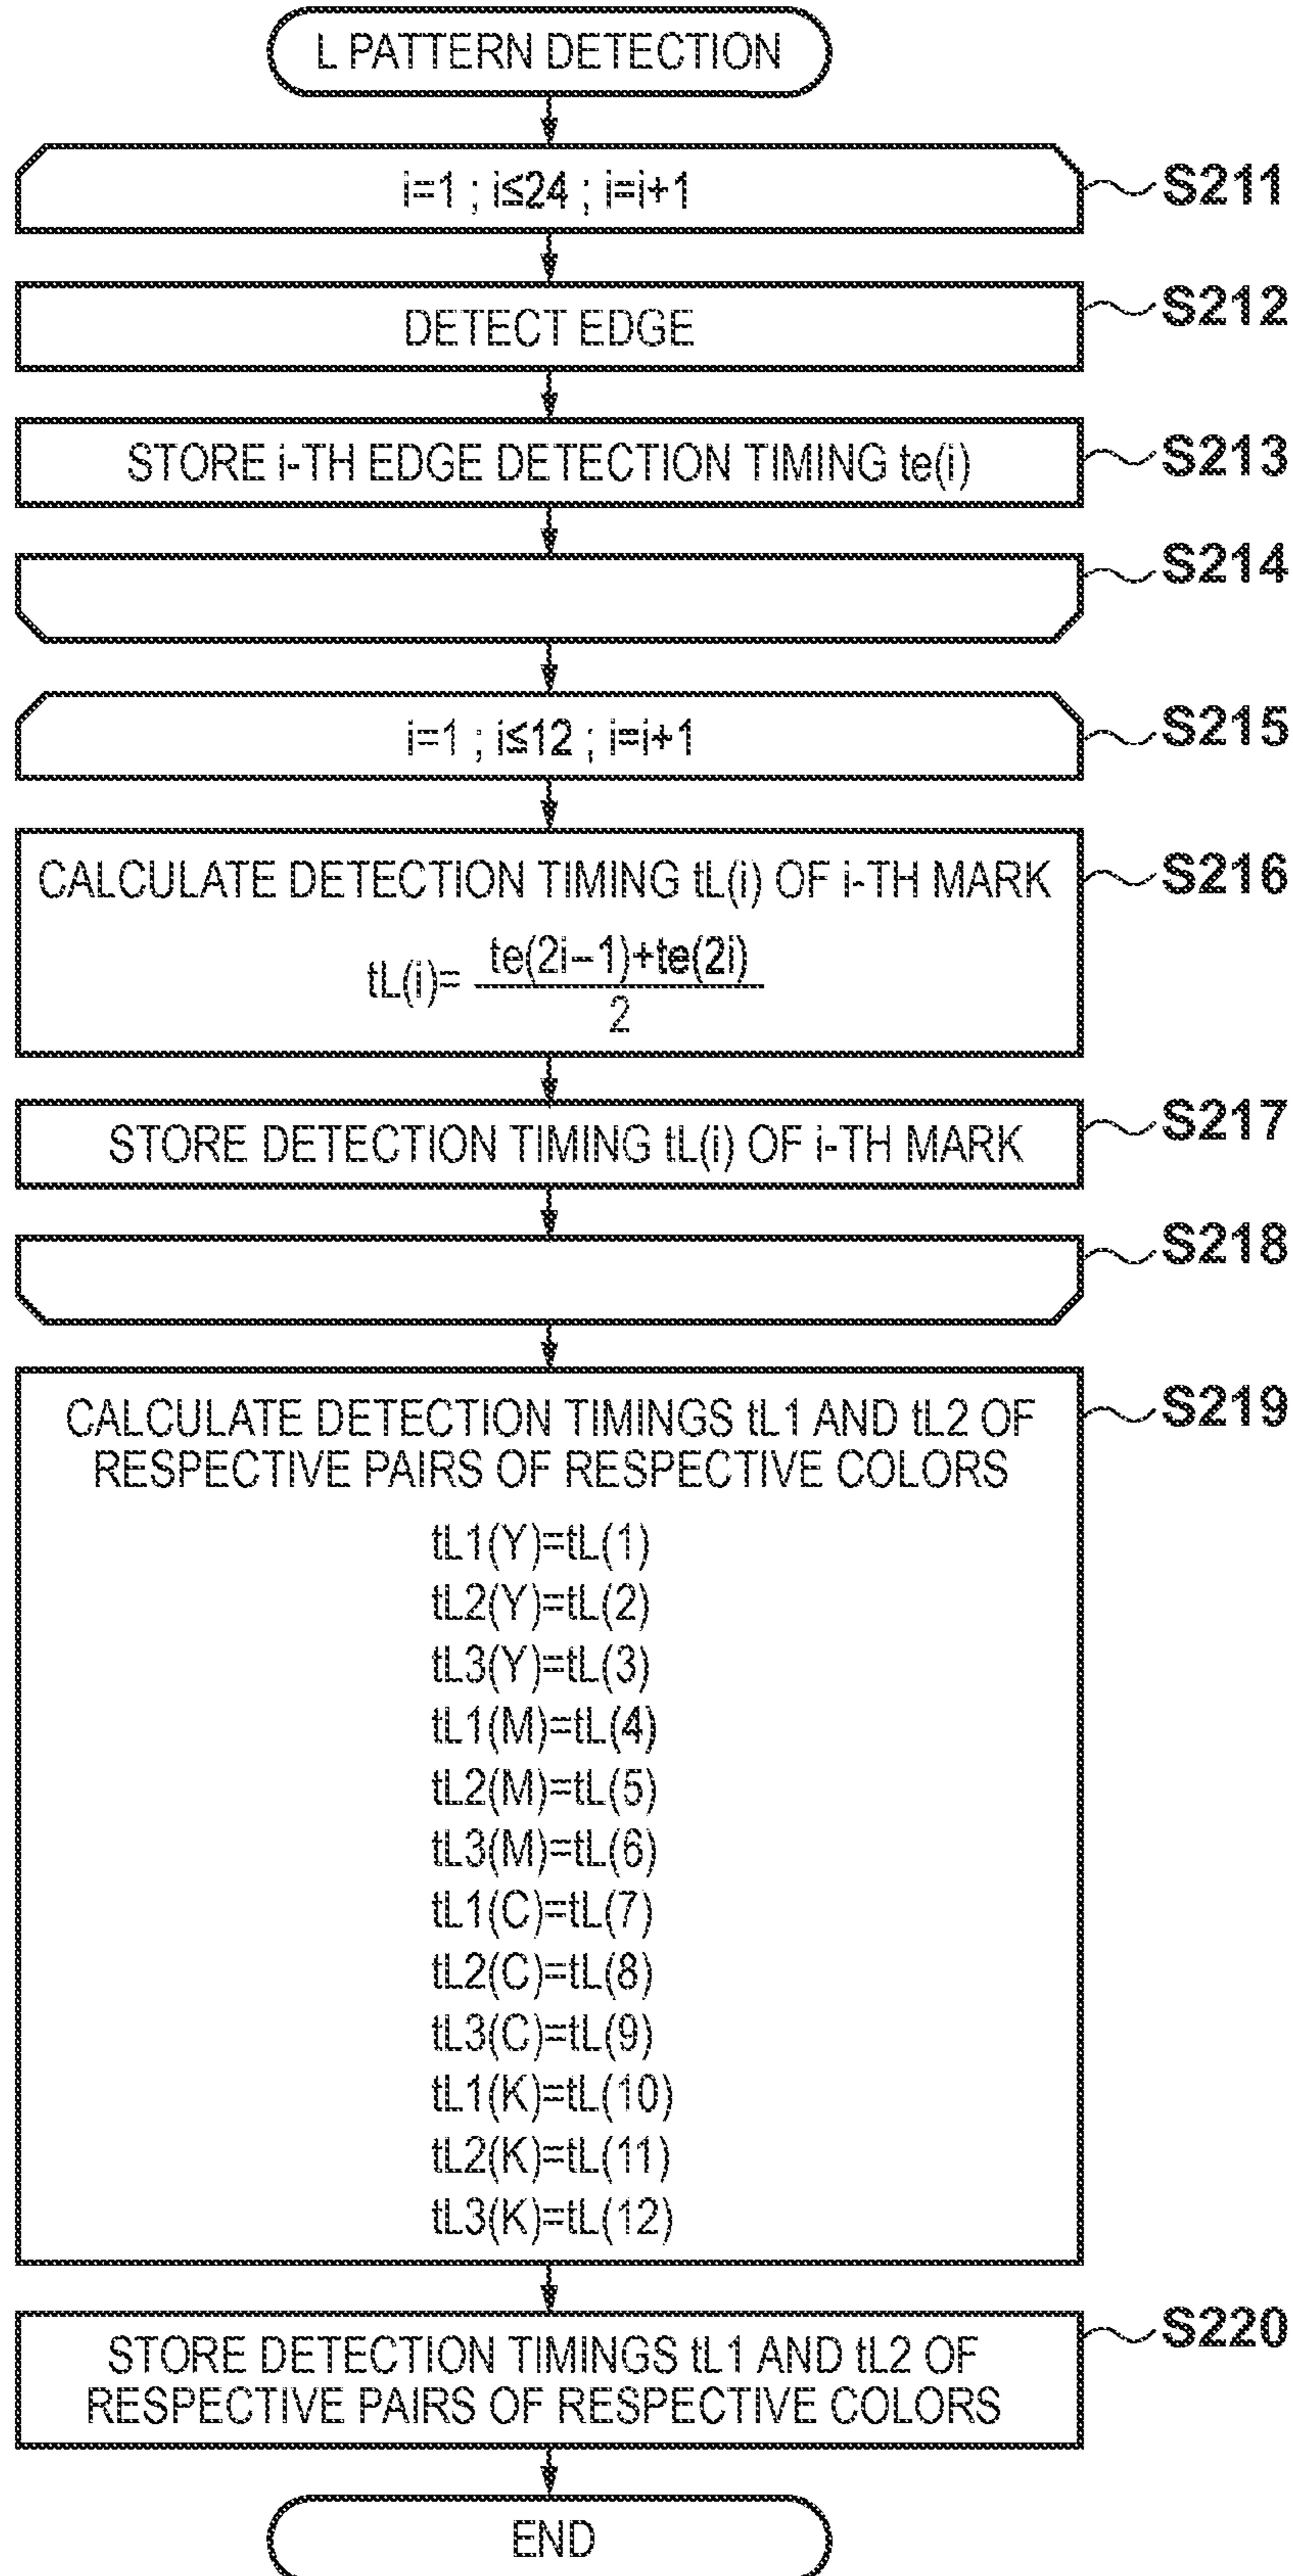 L PATTERN DETECTION
i=1 ; i≤24 ; i=i+1
S211
DETECT EDGE
S212
STORE i-TH EDGE DETECTION TIMING te(i)
S213
S214
i=1 ; i≤12 ; i=i+1
S215
CALCULATE DETECTION TIMING tL(i) OF i-TH MARK
S216
te(2i−1)+te(2i)
tL(i)=
2
STORE DETECTION TIMING tL(i) OF i-TH MARK
S217
S218
CALCULATE DETECTION TIMINGS tL1 AND tL2 OF
S219
RESPECTIVE PAIRS OF RESPECTIVE COLORS
tL1(Y)=tL(1)
tL2(Y)=tL(2)
tL3(Y)=tL(3)
tL1(M)=tL(4)
tL2(M)=tL(5)
tL3(M)=tL(6)
tL1(C)=tL(7)
tL2(C)=tL(8)
tL3(C)=tL(9)
tL1(K)=tL(10)
tL2(K)=tL(11)
tL3(K)=tL(12)
S220
STORE DETECTION TIMINGS tL1 AND tL2 OF
RESPECTIVE PAIRS OF RESPECTIVE COLORS
END